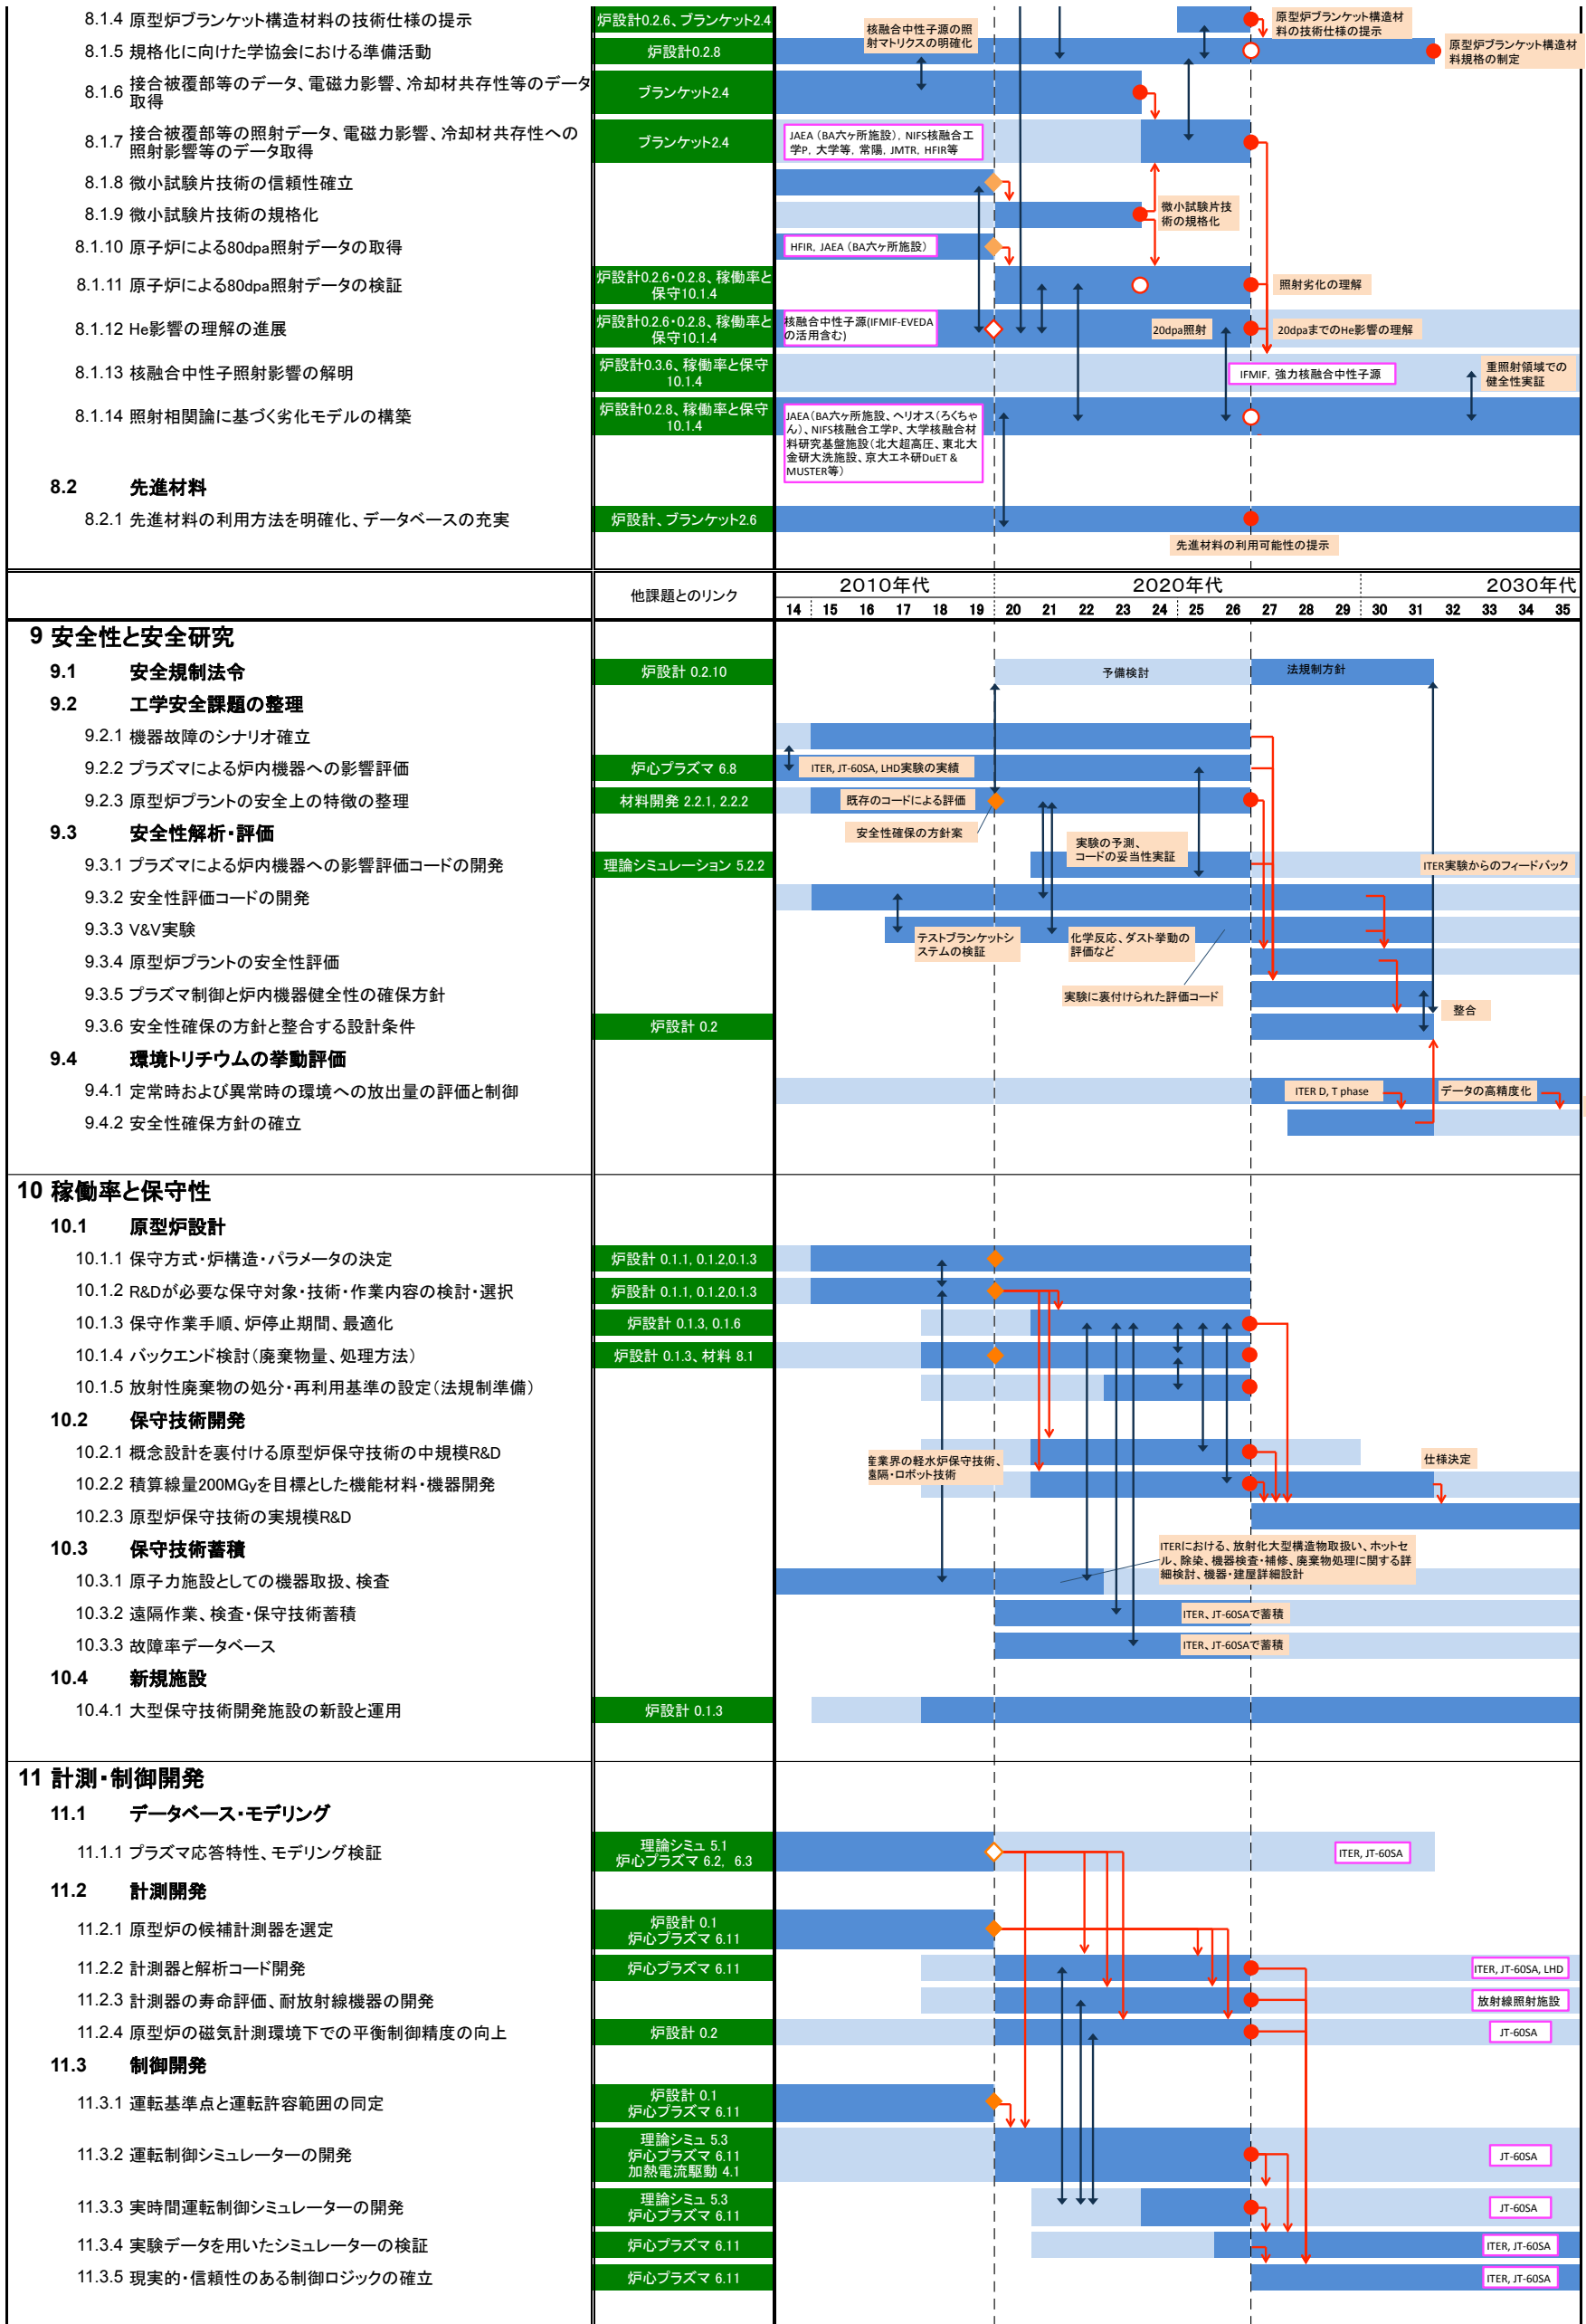 8.1.4 原型炉ブランケット構造材料の技術仕様の提示
炉設計0.2.6、ブランケット2.4
核融合中性子源の照
射マトリクスの明確化
原型炉ブランケット構造材
料の技術仕様の提示
8.1.5 規格化に向けた学協会における準備活動
炉設計0.2.8
原型炉ブランケット構造材
料規格の制定
8.1.6 接合被覆部等のデータ、電磁力影響、冷却材共存性等のデータ
取得
ブランケット2.4
8.1.7 接合被覆部等の照射データ、電磁力影響、冷却材共存性への
照射影響等のデータ取得
ブランケット2.4
JAEA（BA六ヶ所施設）, NIFS核融合工
学P, 大学等, 常陽, JMTR, HFIR等
8.1.8 微小試験片技術の信頼性確立
8.1.9 微小試験片技術の規格化
微小試験片技
術の規格化
8.1.10 原子炉による80dpa照射データの取得
HFIR, JAEA（BA六ヶ所施設）
8.1.11 原子炉による80dpa照射データの検証
炉設計0.2.6・0.2.8、稼働率と
保守10.1.4
照射劣化の理解
8.1.12 He影響の理解の進展
炉設計0.2.6・0.2.8、稼働率と
保守10.1.4
核融合中性子源(IFMIF-EVEDA
の活用含む)
20dpa照射
20dpaまでのHe影響の理解
8.1.13 核融合中性子照射影響の解明
炉設計0.3.6、稼働率と保守
10.1.4
IFMIF, 強力核融合中性子源
重照射領域での
健全性実証
8.1.14 照射相関論に基づく劣化モデルの構築
炉設計0.2.8、稼働率と保守
10.1.4
JAEA（BA六ヶ所施設、ヘリオス（ろくちゃ
ん）、NIFS核融合工学P、大学核融合材
料研究基盤施設（北大超高圧、東北大
金研大洗施設、京大エネ研DuET &
MUSTER等）
8.2 先進材料
8.2.1 先進材料の利用方法を明確化、データベースの充実
炉設計、ブランケット2.6
先進材料の利用可能性の提示
他課題とのリンク
2010年代 2020年代 2030年代
14 15 16 17 18 19 20 21 22 23 24 25 26 27 28 29 30 31 32 33 34 35
9 安全性と安全研究
9.1 安全規制法令
炉設計 0.2.10
予備検討
法規制方針
9.2 工学安全課題の整理
9.2.1 機器故障のシナリオ確立
9.2.2 プラズマによる炉内機器への影響評価
炉心プラズマ 6.8
ITER, JT-60SA, LHD実験の実績
9.2.3 原型炉プラントの安全上の特徴の整理
材料開発 2.2.1, 2.2.2
既存のコードによる評価
安全性確保の方針案
9.3 安全性解析・評価
実験の予測、
コードの妥当性実証
9.3.1 プラズマによる炉内機器への影響評価コードの開発
理論シミュレーション 5.2.2
ITER実験からのフィードバック
9.3.2 安全性評価コードの開発
9.3.3 V&V実験
テストブランケットシ
ステムの検証
化学反応、ダスト挙動の
評価など
9.3.4 原型炉プラントの安全性評価
9.3.5 プラズマ制御と炉内機器健全性の確保方針
実験に裏付けられた評価コード
整合
9.3.6 安全性確保の方針と整合する設計条件
炉設計 0.2
9.4 環境トリチウムの挙動評価
9.4.1 定常時および異常時の環境への放出量の評価と制御
ITER D, T phase
データの高精度化
9.4.2 安全性確保方針の確立
10 稼働率と保守性
10.1 原型炉設計
10.1.1 保守方式・炉構造・パラメータの決定
炉設計 0.1.1, 0.1.2,0.1.3
10.1.2 R&Dが必要な保守対象・技術・作業内容の検討・選択
炉設計 0.1.1, 0.1.2,0.1.3
10.1.3 保守作業手順、炉停止期間、最適化
炉設計 0.1.3, 0.1.6
10.1.4 バックエンド検討（廃棄物量、処理方法）
炉設計 0.1.3、材料 8.1
10.1.5 放射性廃棄物の処分・再利用基準の設定（法規制準備）
10.2 保守技術開発
10.2.1 概念設計を裏付ける原型炉保守技術の中規模R&D
産業界の軽水炉保守技術、
遠隔・ロボット技術
仕様決定
10.2.2 積算線量200MGyを目標とした機能材料・機器開発
10.2.3 原型炉保守技術の実規模R&D
10.3 保守技術蓄積
ITERにおける、放射化大型構造物取扱い、ホットセ
ル、除染、機器検査・補修、廃棄物処理に関する詳
細検討、機器・建屋詳細設計
10.3.1 原子力施設としての機器取扱、検査
10.3.2 遠隔作業、検査・保守技術蓄積
ITER、JT-60SAで蓄積
10.3.3 故障率データベース
ITER、JT-60SAで蓄積
10.4 新規施設
10.4.1 大型保守技術開発施設の新設と運用
炉設計 0.1.3
11 計測・制御開発
11.1 データベース・モデリング
11.1.1 プラズマ応答特性、モデリング検証
理論シミュ 5.1
炉心プラズマ 6.2, 6.3
ITER, JT-60SA
11.2 計測開発
11.2.1 原型炉の候補計測器を選定
炉設計 0.1
炉心プラズマ 6.11
11.2.2 計測器と解析コード開発
炉心プラズマ 6.11
ITER, JT-60SA, LHD
11.2.3 計測器の寿命評価、耐放射線機器の開発
放射線照射施設
11.2.4 原型炉の磁気計測環境下での平衡制御精度の向上
炉設計 0.2
JT-60SA
11.3 制御開発
11.3.1 運転基準点と運転許容範囲の同定
炉設計 0.1
炉心プラズマ 6.11
11.3.2 運転制御シミュレーターの開発
理論シミュ 5.3
炉心プラズマ 6.11
加熱電流駆動 4.1
JT-60SA
11.3.3 実時間運転制御シミュレーターの開発
理論シミュ 5.3
炉心プラズマ 6.11
JT-60SA
11.3.4 実験データを用いたシミュレーターの検証
炉心プラズマ 6.11
ITER, JT-60SA
11.3.5 現実的・信頼性のある制御ロジックの確立
炉心プラズマ 6.11
ITER, JT-60SA